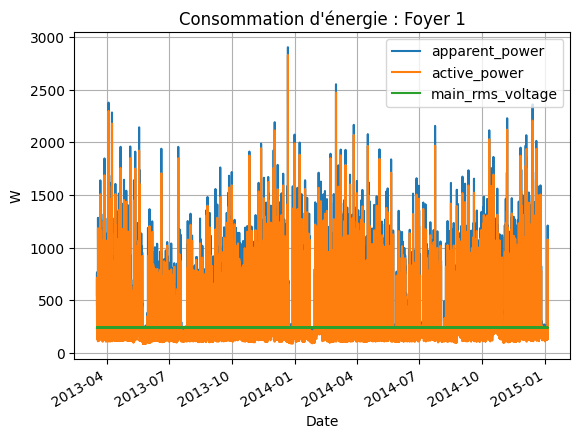 Consommation d'énergie : Foyer 1
3000
2500
2000
1500
1000
500
0
W
apparent_power
active_power
main_rms_voltage
2013-04
2013-07
2013-10
2014-01
2014-04
2014-07
2014-10
2015-01
Date